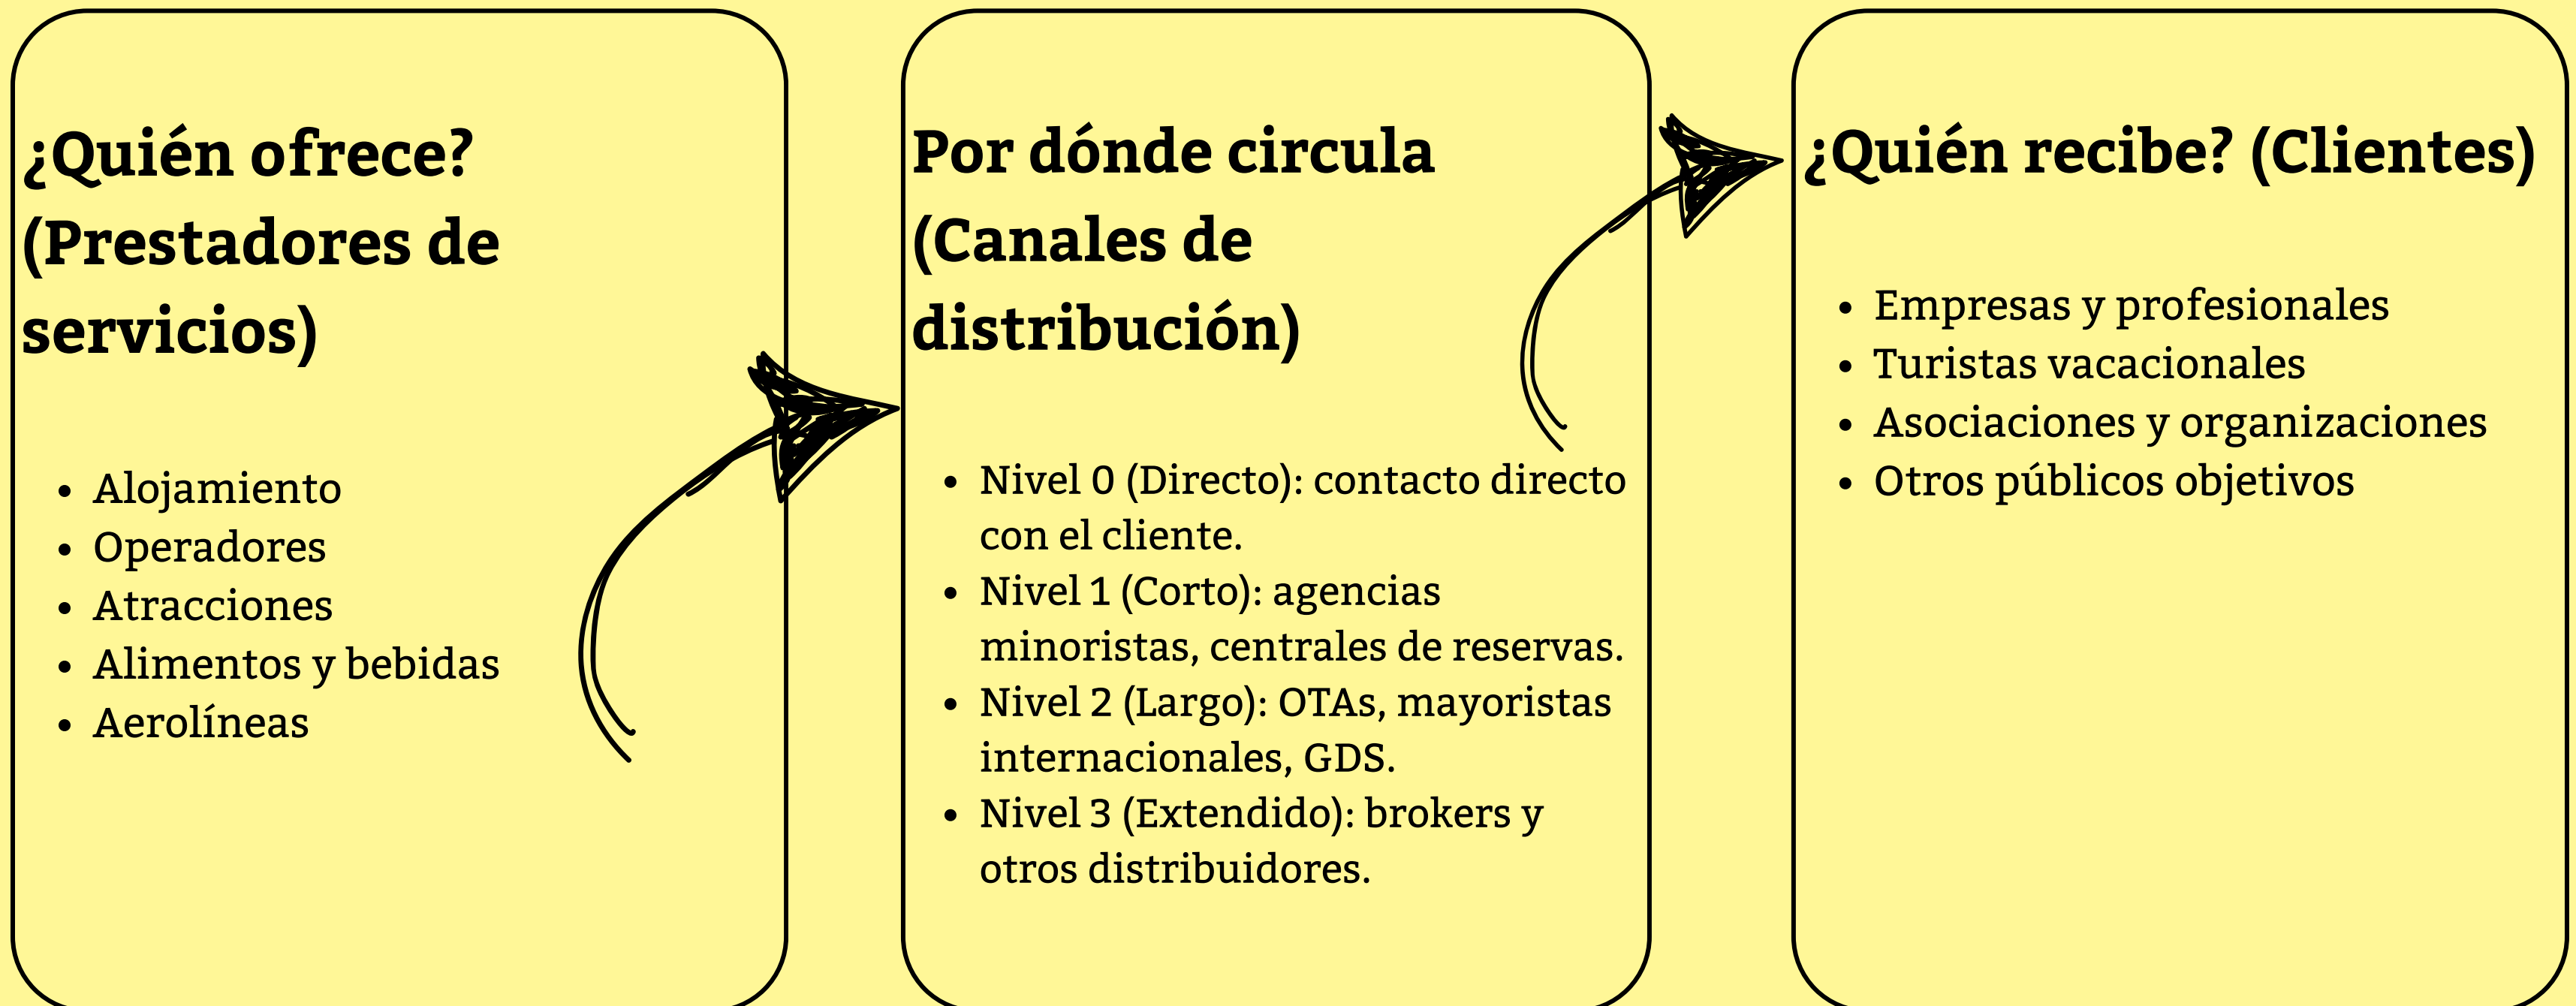 ¿Quién ofrece?
(Prestadores de
servicios)
• Alojamiento
• Operadores
• Atracciones
• Alimentos y bebidas
• Aerolíneas
Por dónde circula
(Canales de
distribución)
• Nivel 0 (Directo): contacto directo
con el cliente.
• Nivel 1 (Corto): agencias
minoristas, centrales de reservas.
• Nivel 2 (Largo): OTAs, mayoristas
internacionales, GDS.
• Nivel 3 (Extendido): brokers y
otros distribuidores.
¿Quién recibe? (Clientes)
• Empresas y profesionales
• Turistas vacacionales
• Asociaciones y organizaciones
• Otros públicos objetivos